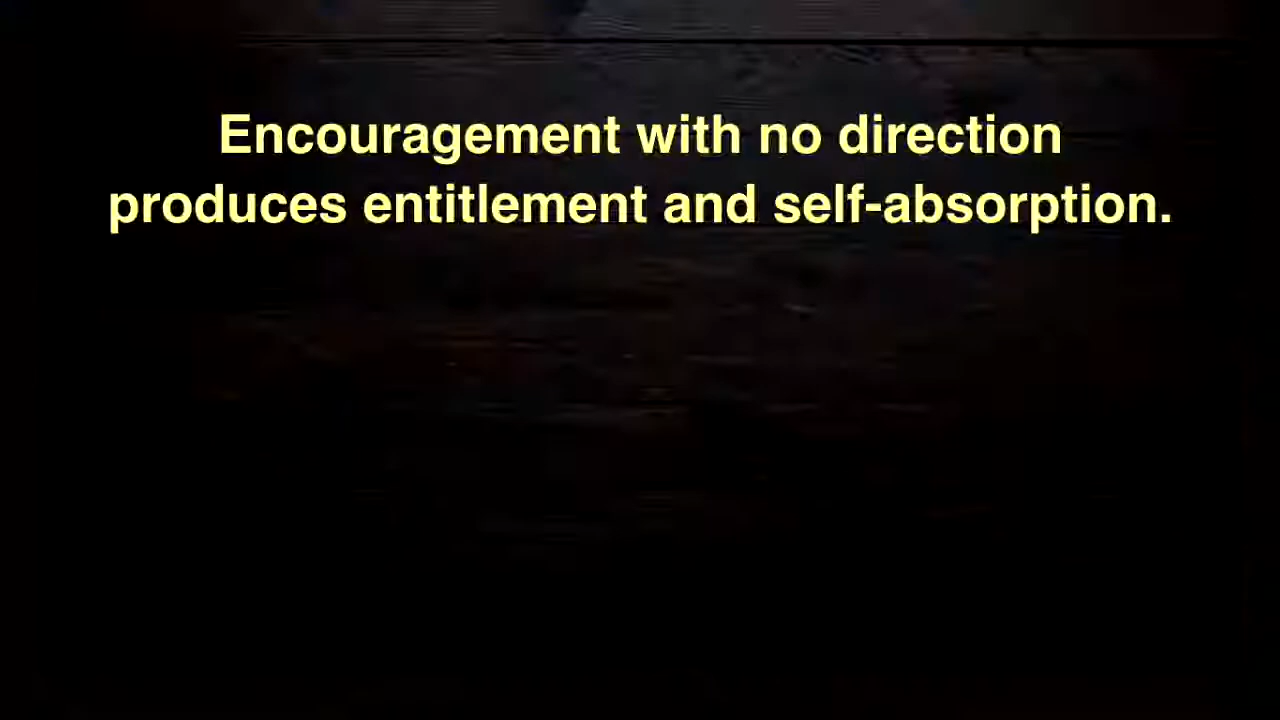 Encouragement with no direction
produces entitlement and self-absorption.